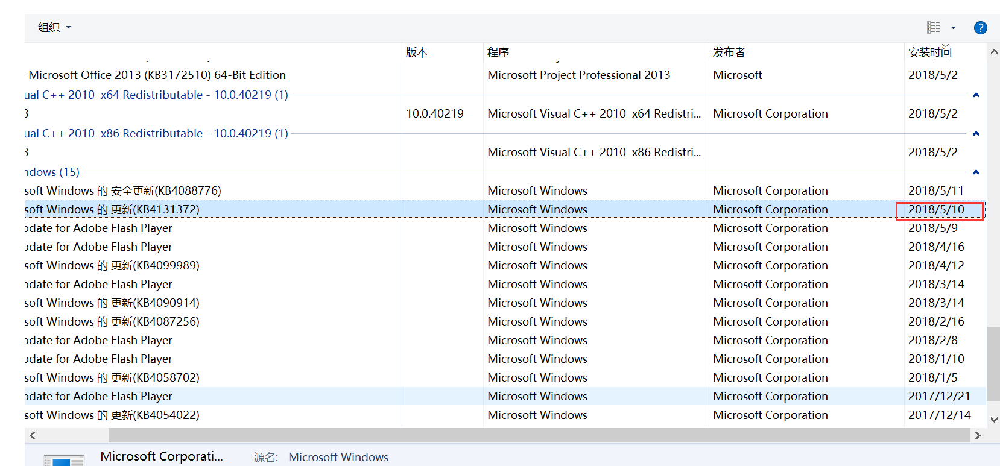 组织
版本 程序 发布者 安装时间
Microsoft Office 2013 (KB3172510) 64-Bit Edition Microsoft Project Professional 2013 Microsoft 2018/5/2
ual C++ 2010 x64 Redistributable - 10.0.40219 (1)
3 10.0.40219 Microsoft Visual C++ 2010 x64 Redistri... Microsoft Corporation 2018/5/2
ual C++ 2010 x86 Redistributable - 10.0.40219 (1)
3 Microsoft Visual C++ 2010 x86 Redistri... 2018/5/2
ndows (15)
soft Windows 的 安全更新(KB4088776) Microsoft Windows Microsoft Corporation 2018/5/11
soft Windows 的 更新(KB4131372) Microsoft Windows Microsoft Corporation 2018/5/10
pdate for Adobe Flash Player Microsoft Windows Microsoft Corporation 2018/5/9
pdate for Adobe Flash Player Microsoft Windows Microsoft Corporation 2018/4/16
soft Windows 的 更新(KB4099989) Microsoft Windows Microsoft Corporation 2018/4/12
pdate for Adobe Flash Player Microsoft Windows Microsoft Corporation 2018/3/14
soft Windows 的 更新(KB4090914) Microsoft Windows Microsoft Corporation 2018/3/14
soft Windows 的 更新(KB4087256) Microsoft Windows Microsoft Corporation 2018/2/16
pdate for Adobe Flash Player Microsoft Windows Microsoft Corporation 2018/2/8
pdate for Adobe Flash Player Microsoft Windows Microsoft Corporation 2018/1/10
soft Windows 的 更新(KB4058702) Microsoft Windows Microsoft Corporation 2018/1/5
pdate for Adobe Flash Player Microsoft Windows Microsoft Corporation 2017/12/21
soft Windows 的 更新(KB4054022) Microsoft Windows Microsoft Corporation 2017/12/14
Microsoft Corporati... 源名: Microsoft Windows